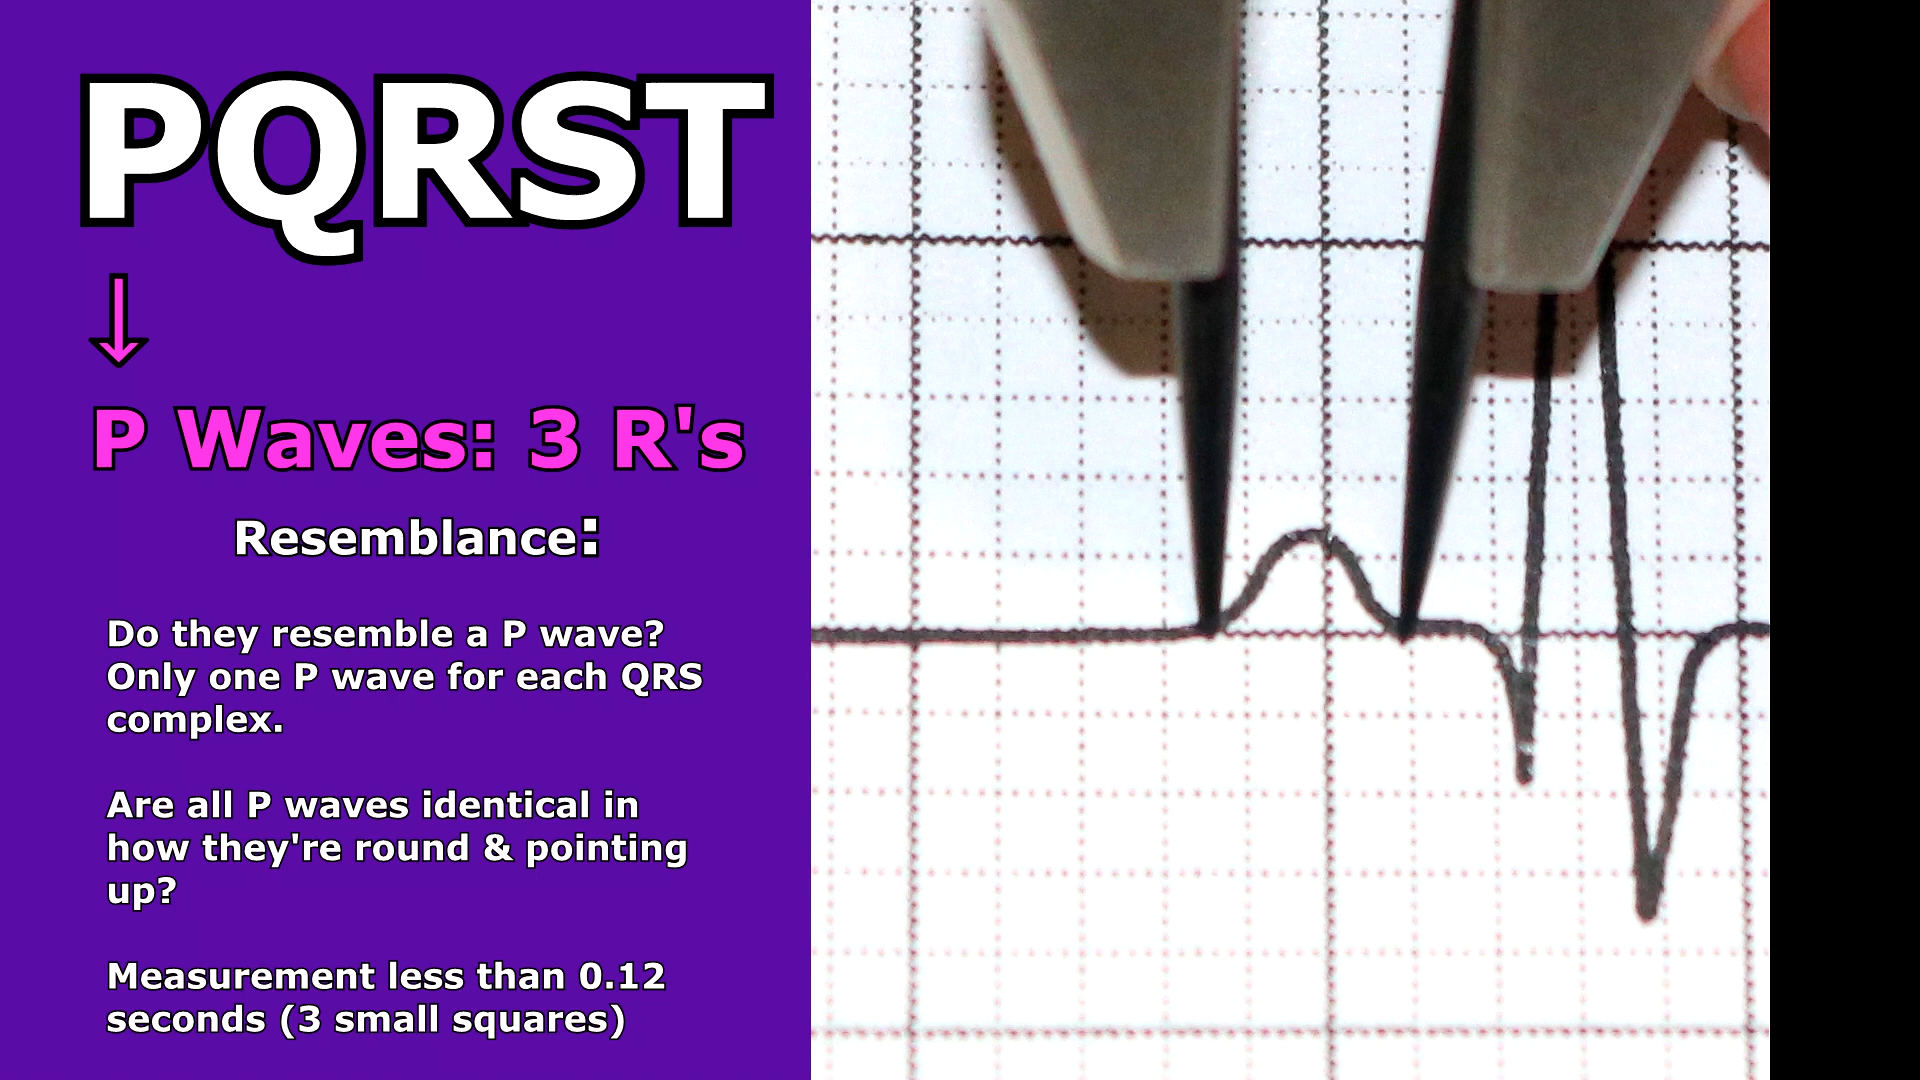 PQRST
↓
P Waves: 3 R's
Resemblance:
Do they resemble a P wave?
Only one P wave for each QRS
complex.
Are all P waves identical in
how they're round & pointing
up?
Measurement less than 0.12
seconds (3 small squares)